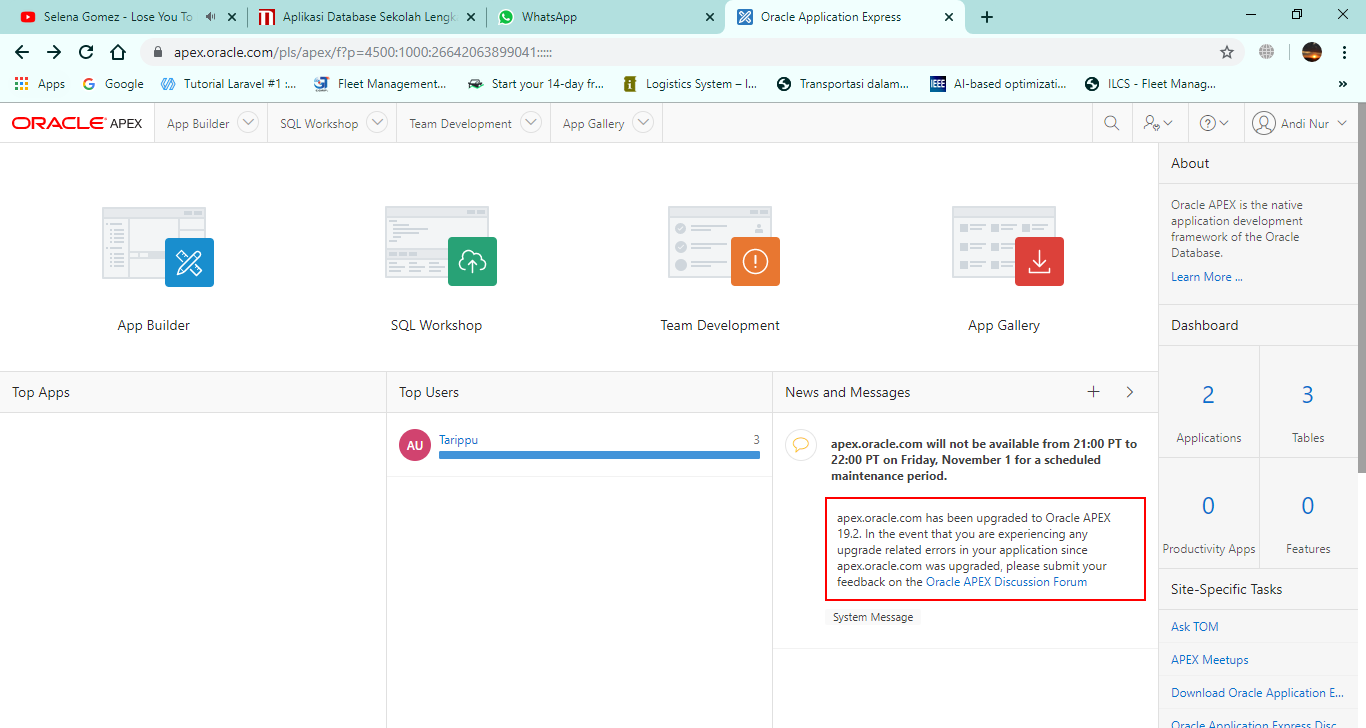 Selena Gomez - Lose You To
Aplikasi Database Sekolah Lengk
WhatsApp
Oracle Application Express
apex.oracle.com/pls/apex/f?p=4500:1000:26642063899041:::::
Apps
Google
Tutorial Laravel #1 :...
Fleet Management...
Start your 14-day fr...
Logistics System – I...
Transportasi dalam...
IEEE
AI-based optimizati...
ILCS - Fleet Manag...
»
ORACLE APEX
App Builder
SQL Workshop
Team Development
App Gallery
Andi Nur
App Builder
SQL Workshop
Team Development
App Gallery
About
Oracle APEX is the native
application development
framework of the Oracle
Database.
Learn More ...
Dashboard
2
Applications
3
Tables
0
Productivity Apps
0
Features
Site-Specific Tasks
Ask TOM
APEX Meetups
Download Oracle Application E...
Oracle Application Express Disc...
Top Apps
Top Users
AU
Tarippu
3
News and Messages
apex.oracle.com will not be available from 21:00 PT to
22:00 PT on Friday, November 1 for a scheduled
maintenance period.
apex.oracle.com has been upgraded to Oracle APEX
19.2. In the event that you are experiencing any
upgrade related errors in your application since
apex.oracle.com was upgraded, please submit your
feedback on the Oracle APEX Discussion Forum
System Message